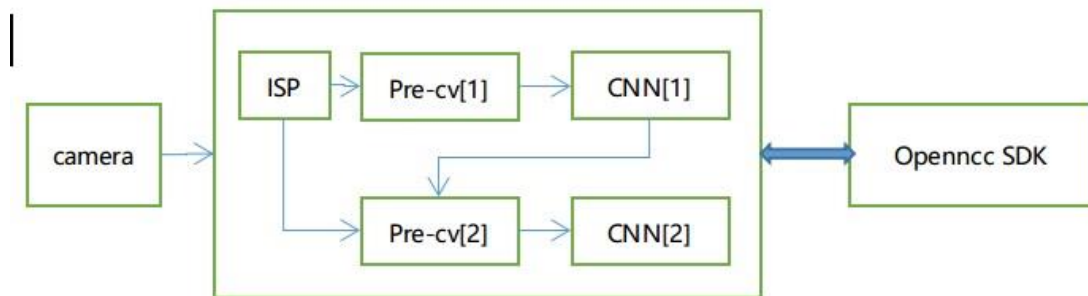 ISP
Pre-cv[1]
CNN[1]
camera
Openncc SDK
Pre-cv[2]
CNN[2]